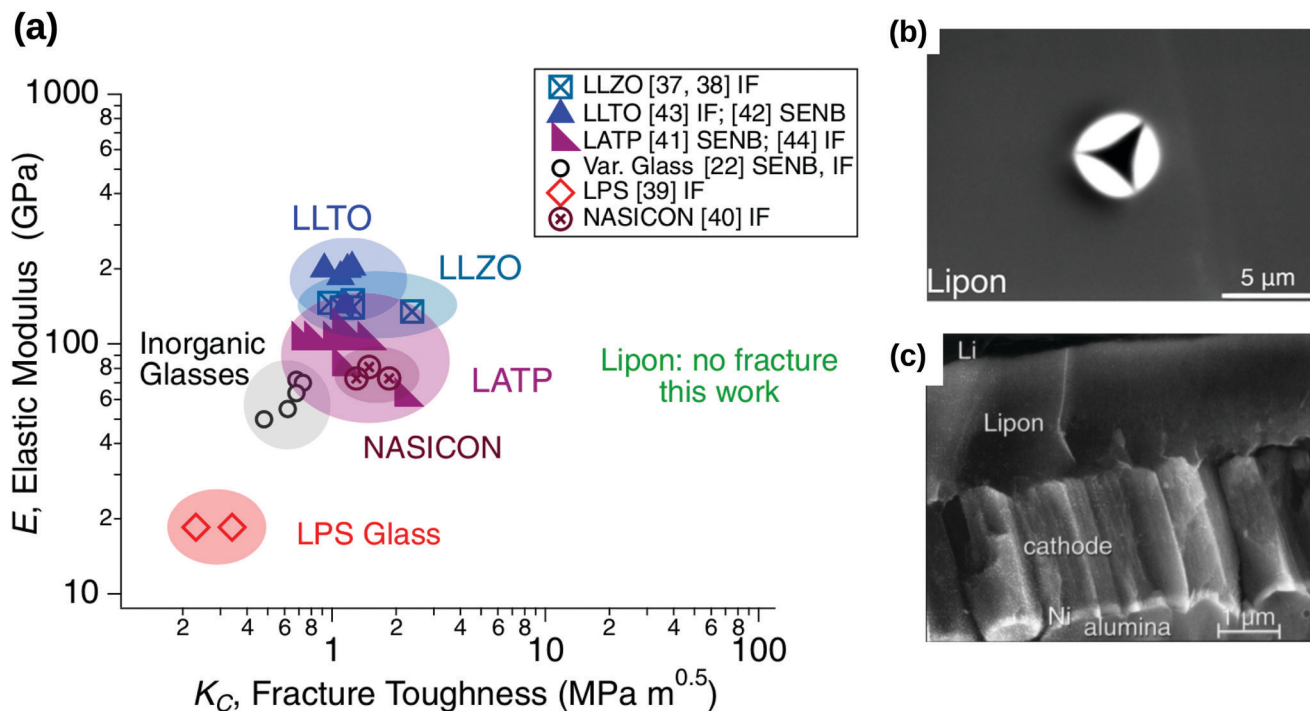 (a)
1000
8
6
4
2
100
8
6
4
2
10
E, Elastic Modulus (GPa)
LLZO [37, 38] IF
LLTO [43] IF; [42] SENB
LATP [41] SENB; [44] IF
Var. Glass [22] SENB, IF
LPS [39] IF
NASICON [40] IF
LLTO
LLZO
Inorganic
Glasses
LATP
NASICON
Lipon: no fracture
this work
LPS Glass
2 4 6 8 1 2 4 6 8 10 2 4 6 8 100
K_C, Fracture Toughness (MPa m^0.5)
(b)
Lipon
5 µm
(c)
Li
Lipon
cathode
Ni
alumina
1 µm